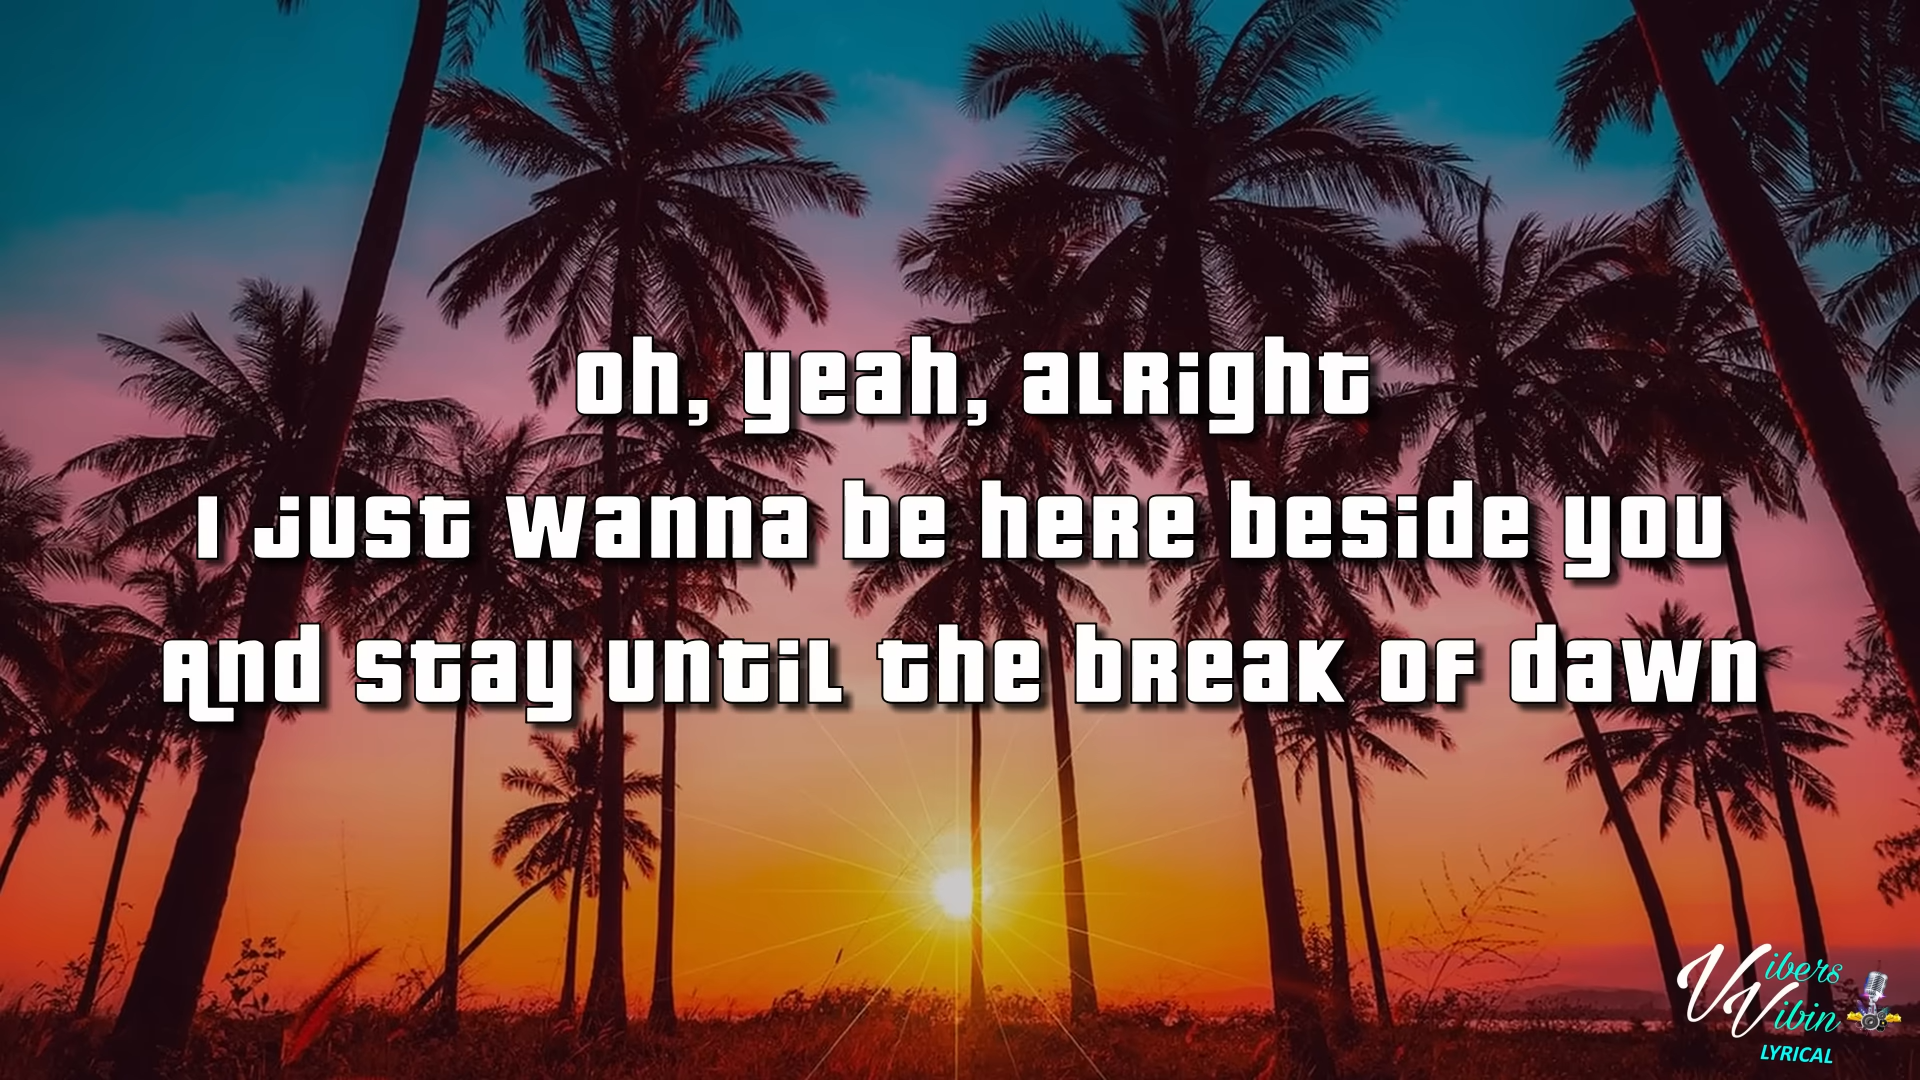 Oh, yeah, alright
I just wanna be here beside you
And stay until the break of dawn
Vibers
Vibin
LYRICAL